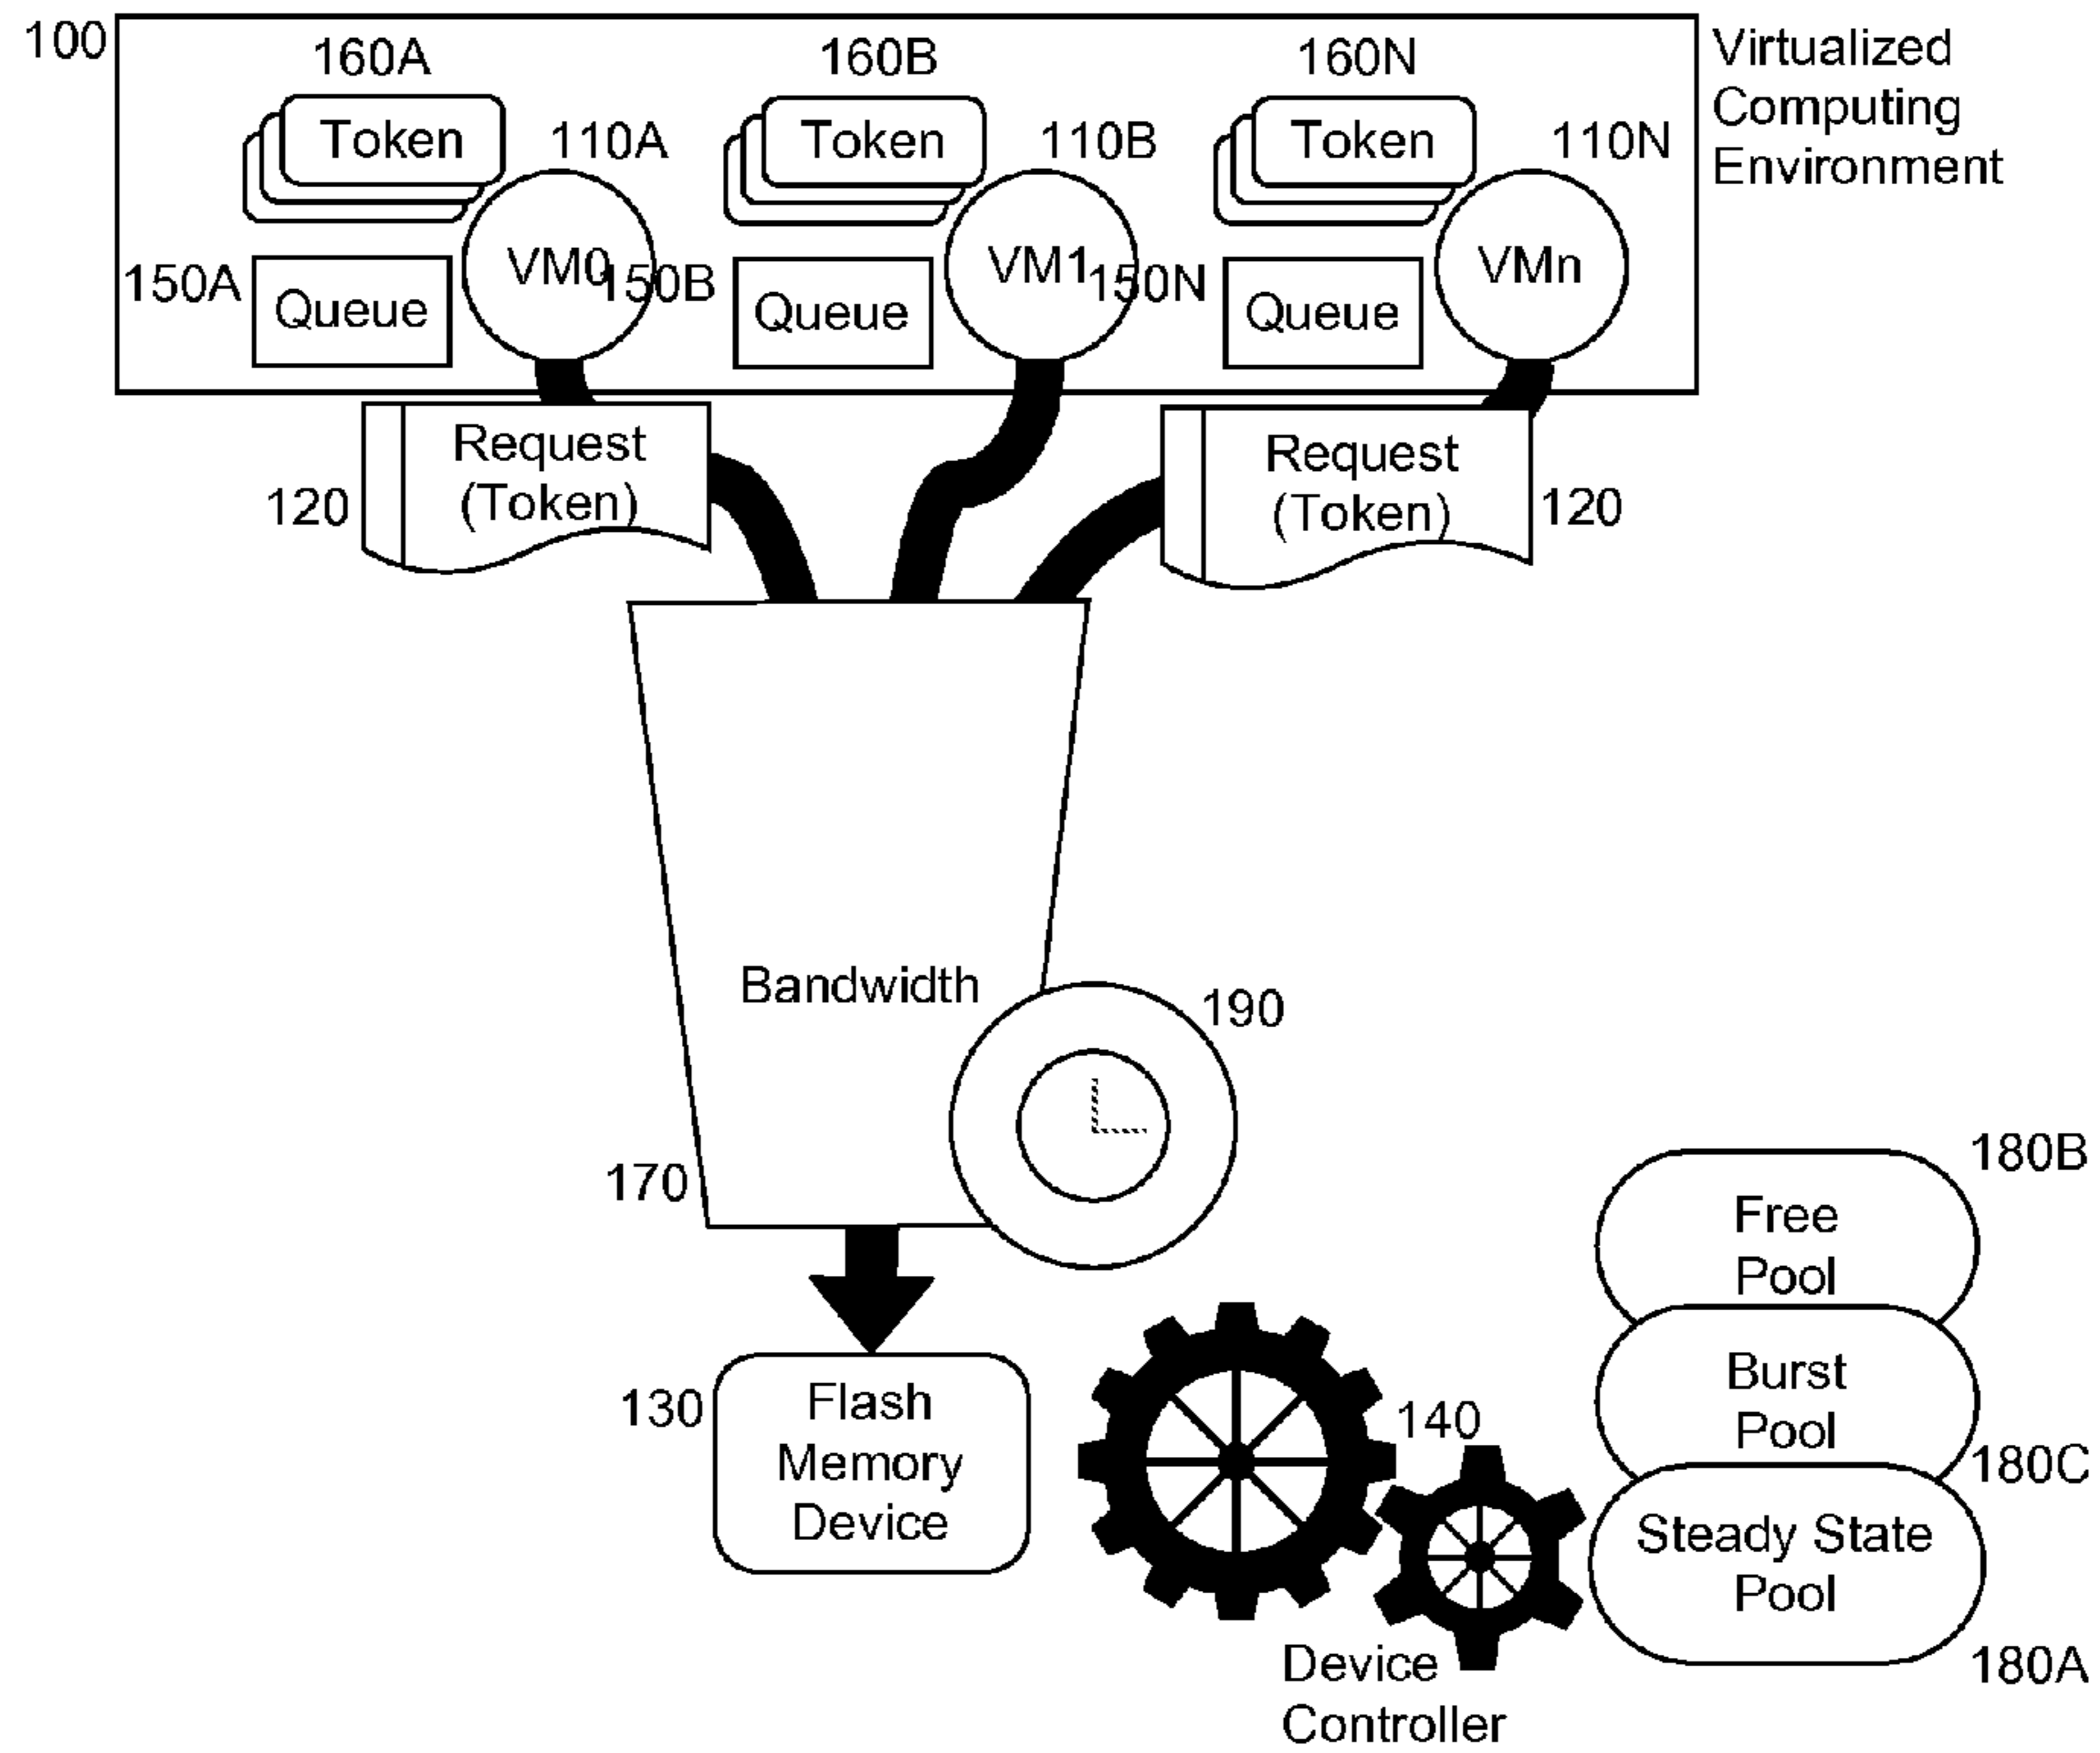 100
160A
160B
160N
Virtualized
Computing
Environment
Token
110A
Token
110B
Token
110N
150A
Queue
VM0
150B
Queue
VM1
150N
Queue
VMn
Request
(Token)
120
Request
(Token)
120
Bandwidth
190
170
180B
Free
Pool
130
Flash
Memory
Device
140
Burst
Pool
180C
Steady State
Pool
180A
Device
Controller